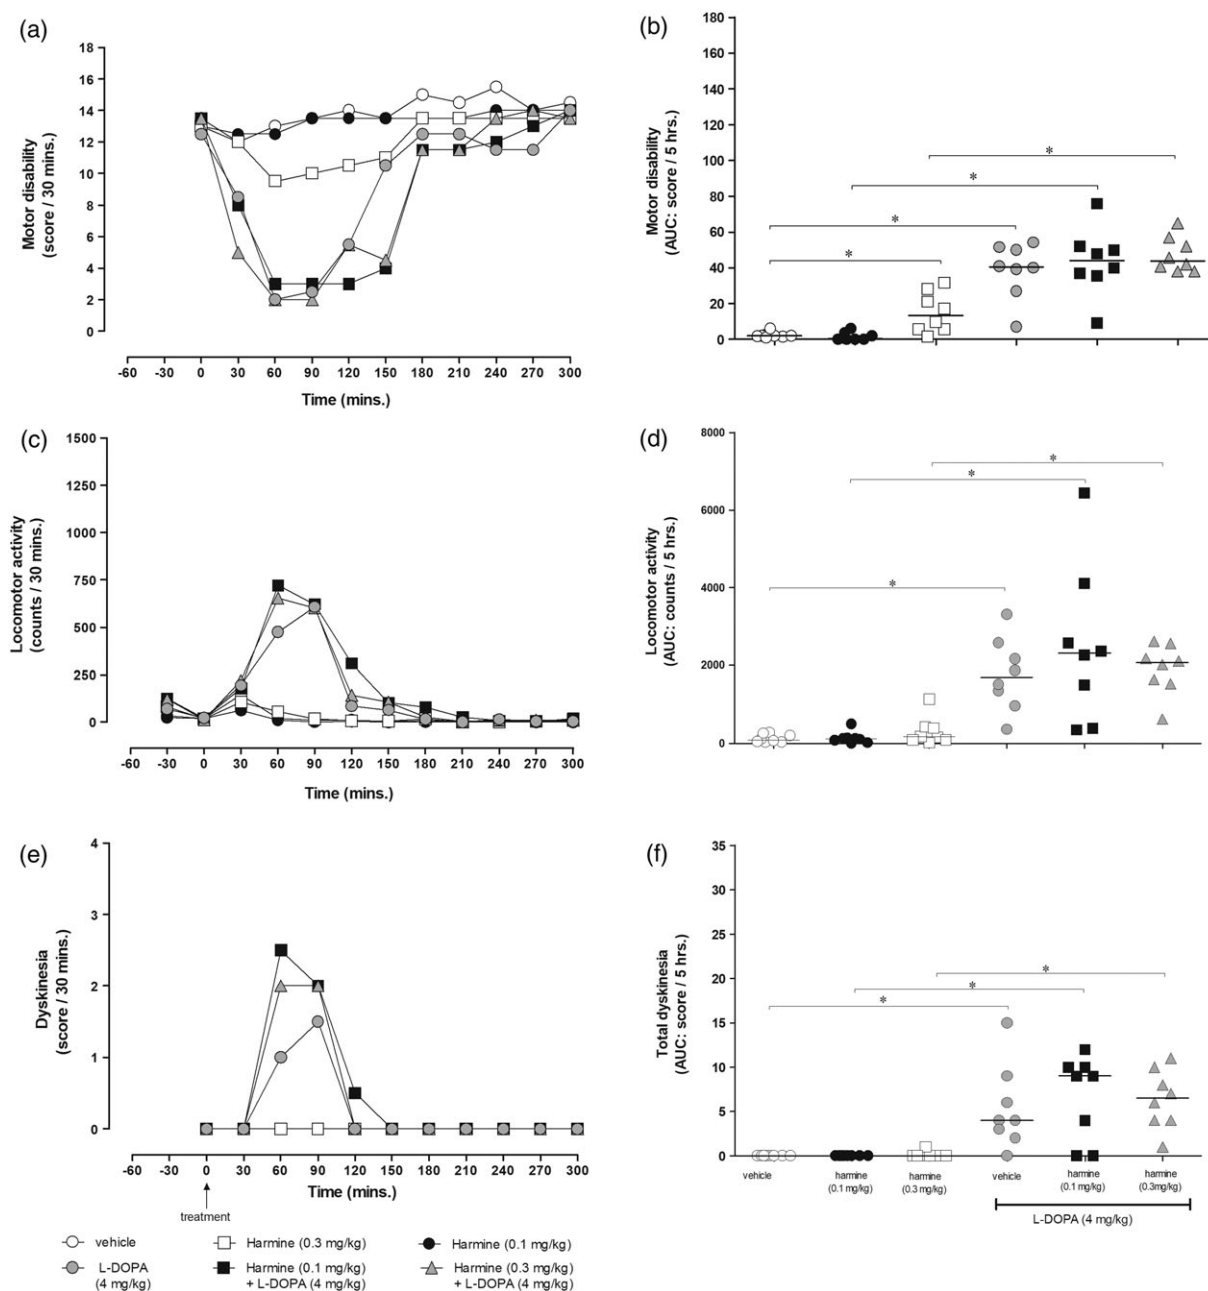 (a)
Motor disability
(score / 30 mins.)
18
16
14
12
10
8
6
4
2
0
-60 -30 0 30 60 90 120 150 180 210 240 270 300
Time (mins.)
(b)
Motor disability
(AUC: score / 5 hrs.)
180
160
140
120
100
80
60
40
20
0
*
*
*
*
(c)
Locomotor activity
(counts / 30 mins.)
1500
1250
1000
750
500
250
0
-60 -30 0 30 60 90 120 150 180 210 240 270 300
Time (mins.)
(d)
Locomotor activity
(AUC: counts / 5 hrs.)
8000
6000
4000
2000
0
*
*
*
(e)
Dyskinesia
(score / 30 mins.)
4
3
2
1
0
-60 -30 0 30 60 90 120 150 180 210 240 270 300
Time (mins.)
treatment
(f)
Total dyskinesia
(AUC: score / 5 hrs.)
35
30
25
20
15
10
5
0
*
*
*
vehicle
harmine
(0.1 mg/kg)
harmine
(0.3 mg/kg)
vehicle
harmine
(0.1 mg/kg)
harmine
(0.3mg/kg)
L-DOPA (4 mg/kg)
vehicle
Harmine (0.3 mg/kg)
Harmine (0.1 mg/kg)
L-DOPA
(4 mg/kg)
Harmine (0.1 mg/kg)
+ L-DOPA (4 mg/kg)
Harmine (0.3 mg/kg)
+ L-DOPA (4 mg/kg)